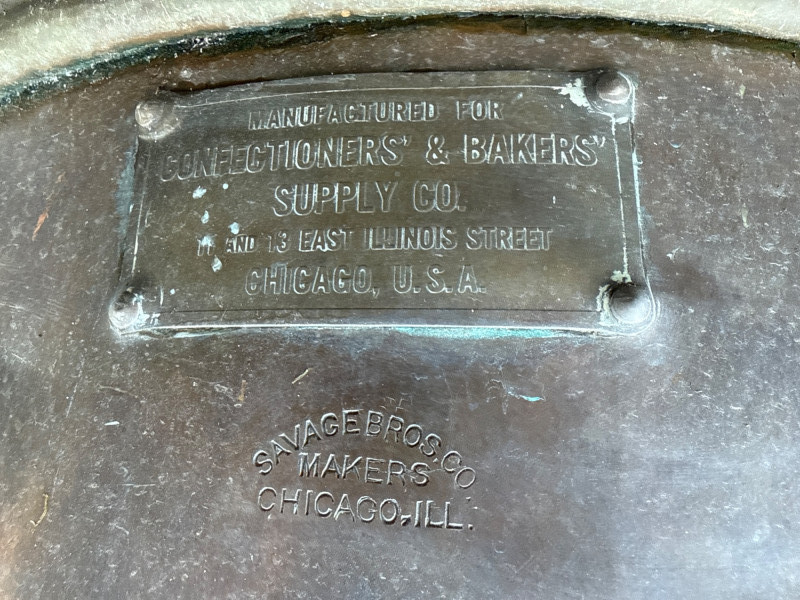 MANUFACTURED FOR
CONFECTIONERS' & BAKERS'
SUPPLY CO.
11 AND 13 EAST ILLINOIS STREET
CHICAGO, U.S.A.
SAVAGE BROS. CO
MAKERS
CHICAGO, ILL.